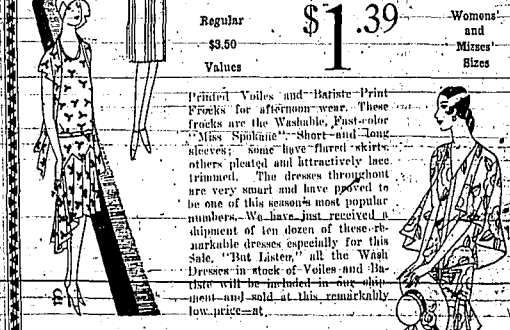 Regular
$3.50
Values
$1.39
Womens'
and
Misses'
Sizes
Printed Voiles and Batiste Print
Frocks for afternoon wear. These
frocks are the Washable, Fast-color
"Miss Spokane". Short and long
sleeves; some have flared skirts,
others pleated and attractively lace
trimmed. The dresses throughout
are very smart and have proved to
be one of this season's most popular
numbers. We have just received a
shipment of ten dozen of these re-
markable dresses especially for this
Sale. "But Listen," all the Wash
Dresses in stock of Voiles and Ba-
tiste will be included in our ship
ment and sold at this remarkably
low price—at